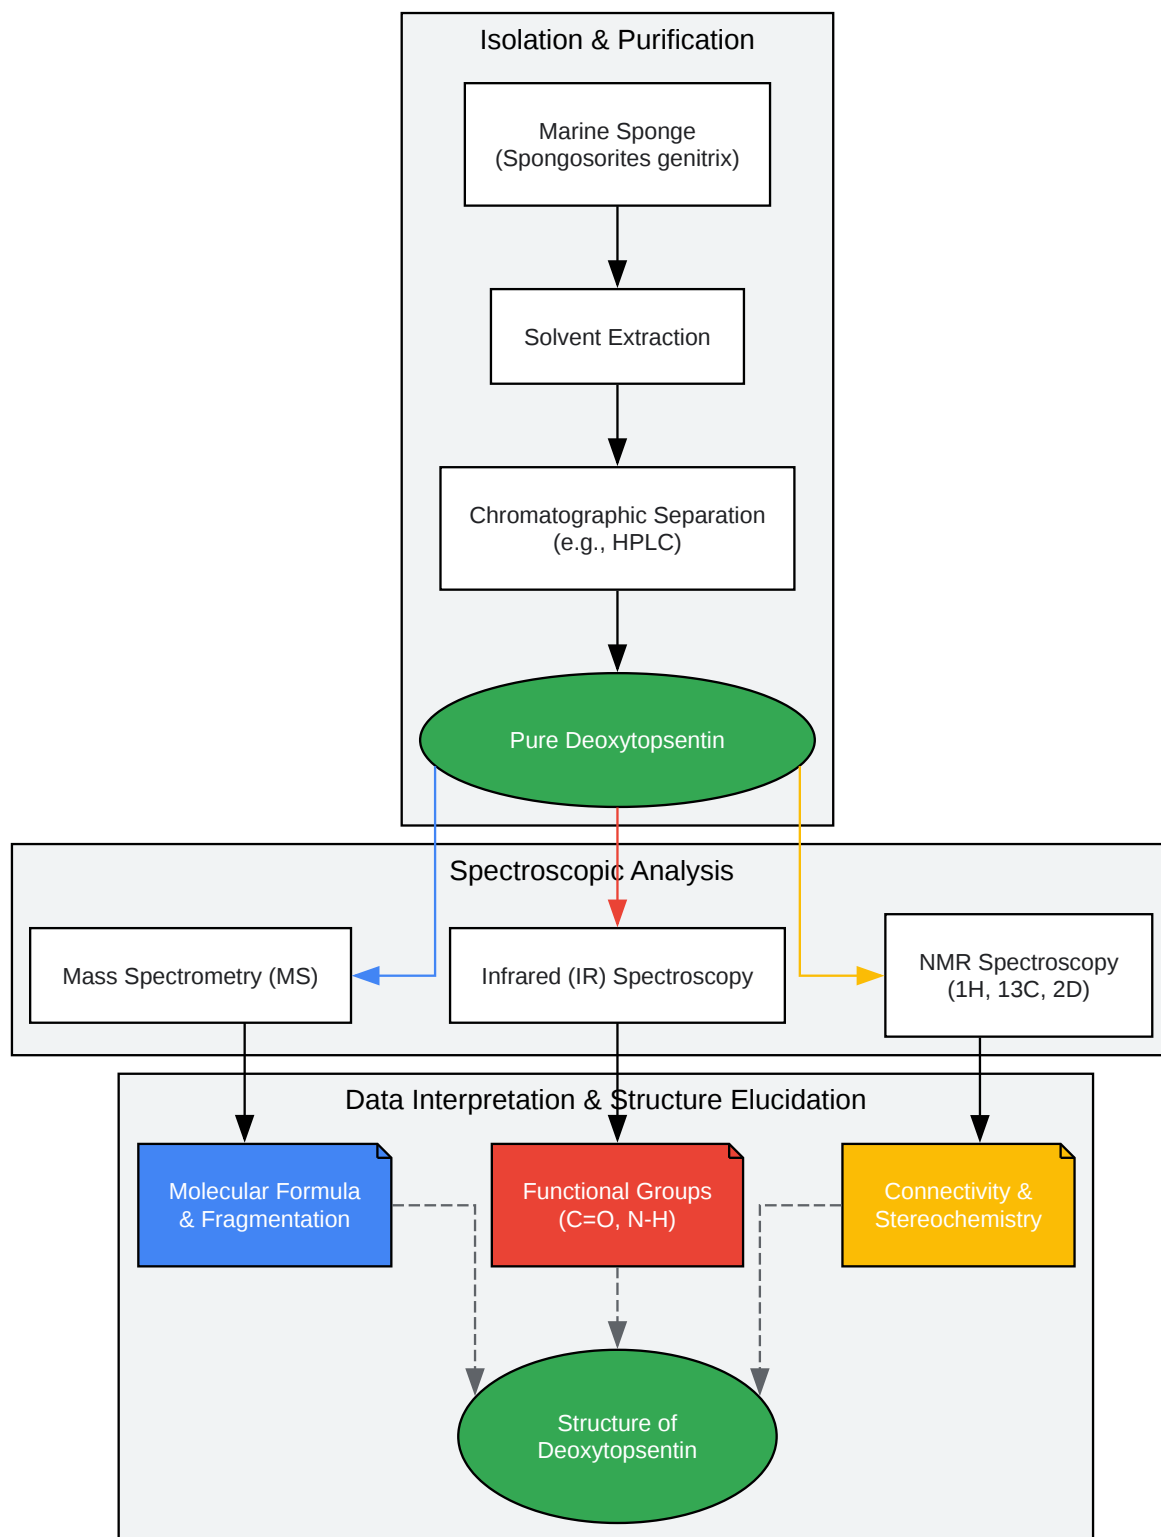 Isolation & Purification
Marine Sponge
(Spongosorites genitrix)
Solvent Extraction
Chromatographic Separation
(e.g., HPLC)
Pure Deoxytopsentin
Spectroscopic Analysis
Mass Spectrometry (MS)
Infrared (IR) Spectroscopy
NMR Spectroscopy
(1H, 13C, 2D)
Data Interpretation & Structure Elucidation
Molecular Formula
& Fragmentation
Functional Groups
(C=O, N-H)
Connectivity &
Stereochemistry
Structure of
Deoxytopsentin